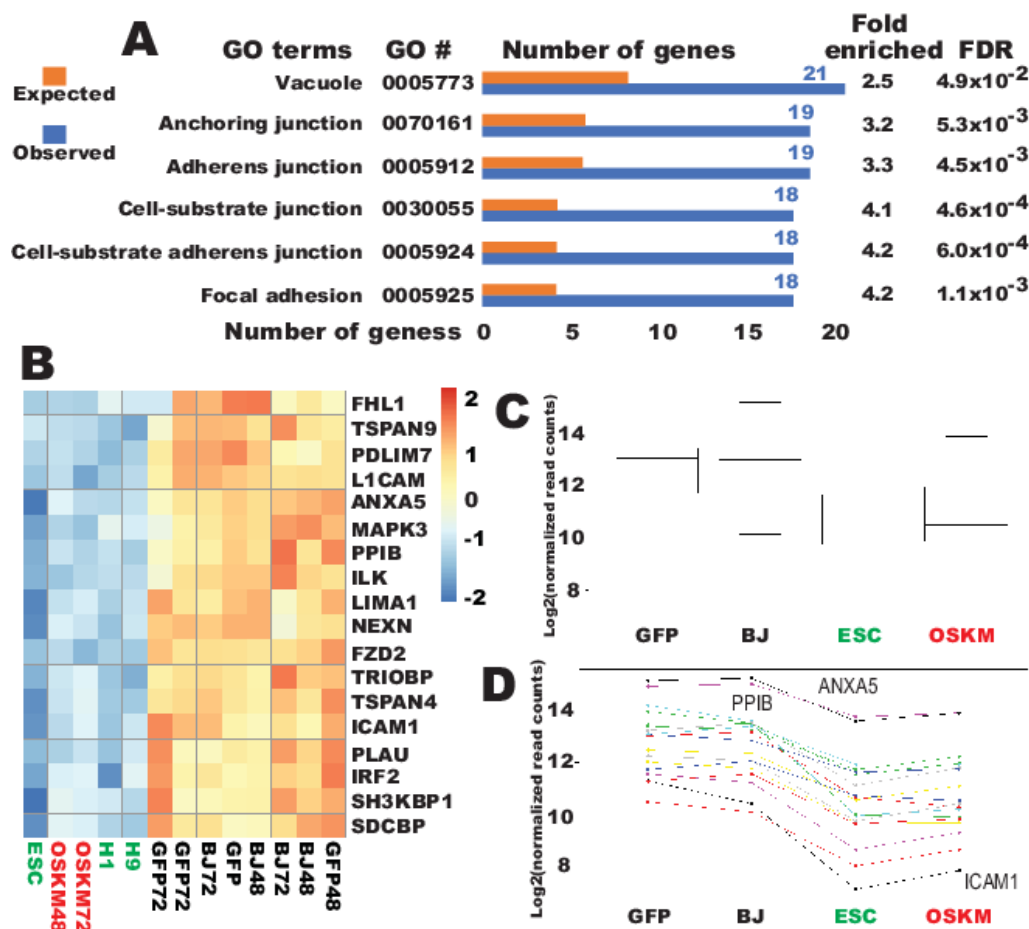 A
GO terms GO # Number of genes Fold enriched FDR
Expected
Observed
Vacuole 0005773 21 2.5 4.9x10-2
Anchoring junction 0070161 19 3.2 5.3x10-3
Adherens junction 0005912 19 3.3 4.5x10-3
Cell-substrate junction 0030055 18 4.1 4.6x10-4
Cell-substrate adherens junction 0005924 18 4.2 6.0x10-4
Focal adhesion 0005925 18 4.2 1.1x10-3
Number of geness 0 5 10 15 20
B
FHL1
TSPAN9
PDLIM7
L1CAM
ANXA5
MAPK3
PPIB
ILK
LIMA1
NEXN
FZD2
TRIOBP
TSPAN4
ICAM1
PLAU
IRF2
SH3KBP1
SDCBP
2
1
0
-1
-2
ESC OSKM48 OSKM72 H1 H9 GFP72 GFP72 BJ72 GFP BJ48 BJ72 BJ48 GFP48
C
Log2(normalized read counts)
14
12
10
8
GFP BJ ESC OSKM
D
Log2(normalized read counts)
14
12
10
8
ANXA5
PPIB
ICAM1
GFP BJ ESC OSKM